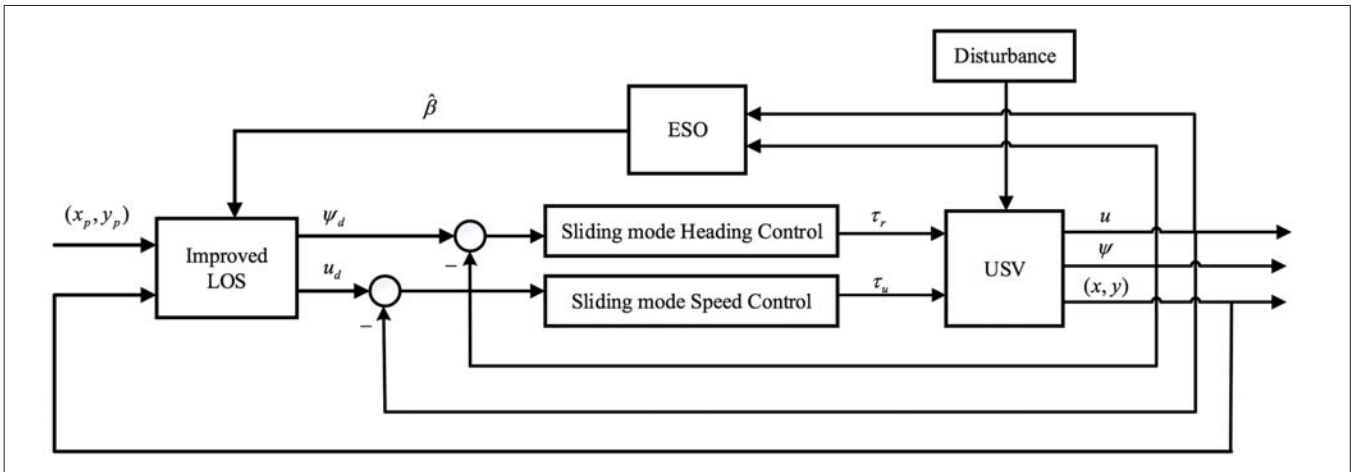 Disturbance
β̂
ESO
(x_p, y_p)
ψ_d
Sliding mode Heading Control
τ_r
u
Improved
LOS
USV
ψ
u_d
Sliding mode Speed Control
τ_u
(x, y)
−
−